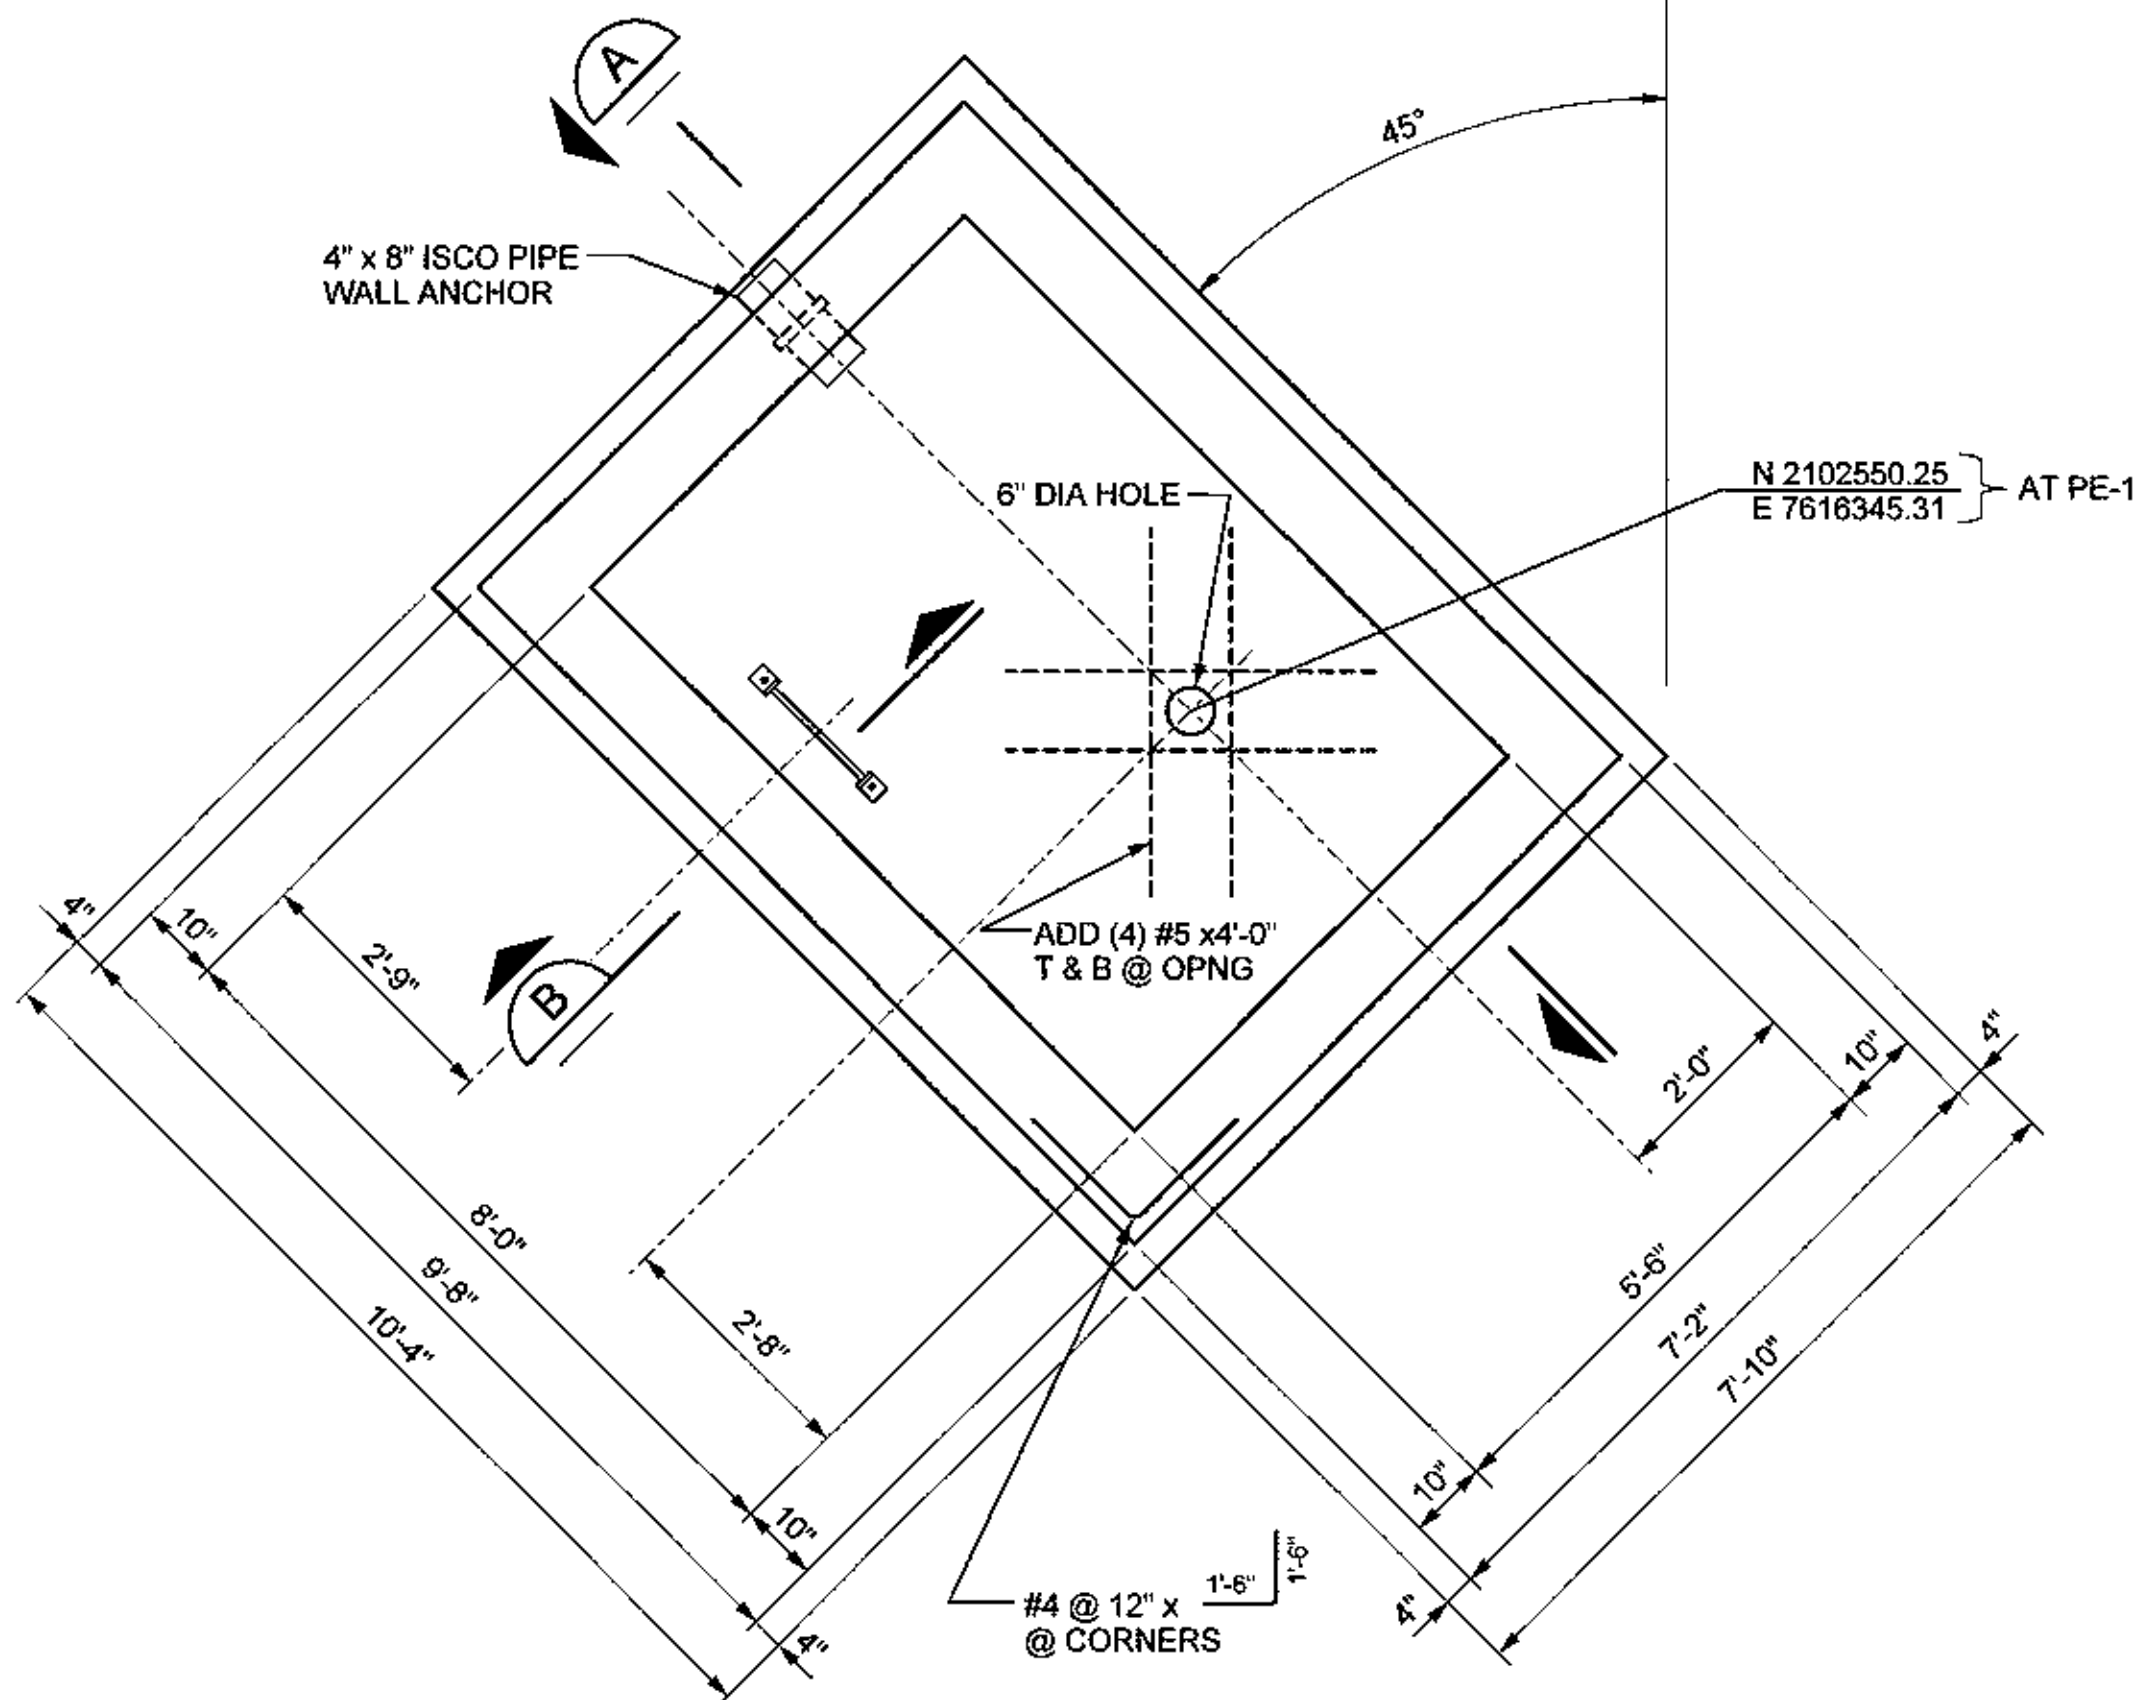 A
45°
4" x 8" ISCO PIPE
WALL ANCHOR
6" DIA HOLE
N 2102550.25
E 7616345.31
AT PE-1
4"
10"
2'-9"
B
ADD (4) #5 x4'-0"
T & B @ OPNG
2'-0"
10"
4"
8'-0"
9'-8"
10'-4"
2'-8"
5'-6"
7'-2"
7'-10"
10"
4"
10"
4"
#4 @ 12" x
1'-6"
1'-6"
@ CORNERS